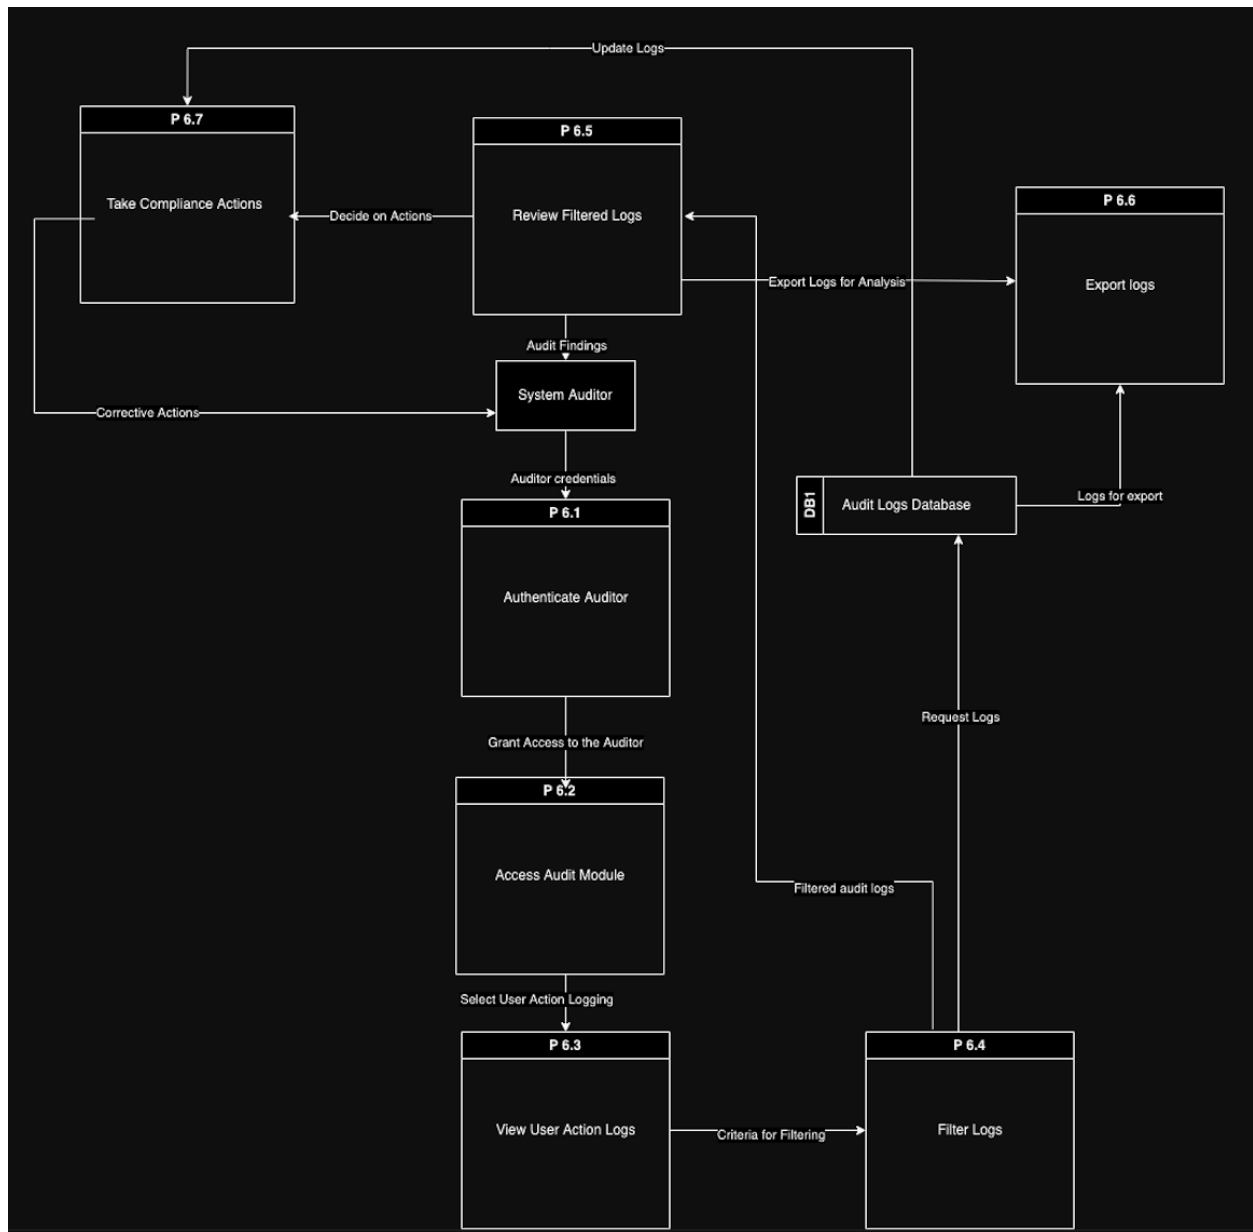 Update Logs
P 6.7
P 6.5
Take Compliance Actions
Decide on Actions
Review Filtered Logs
P 6.6
Export Logs for Analysis
Export logs
Audit Findings
System Auditor
Corrective Actions
Auditor credentials
DB1
Audit Logs Database
Logs for export
P 6.1
Authenticate Auditor
Request Logs
Grant Access to the Auditor
P 6.2
Access Audit Module
Filtered audit logs
Select User Action Logging
P 6.3
P 6.4
View User Action Logs
Criteria for Filtering
Filter Logs